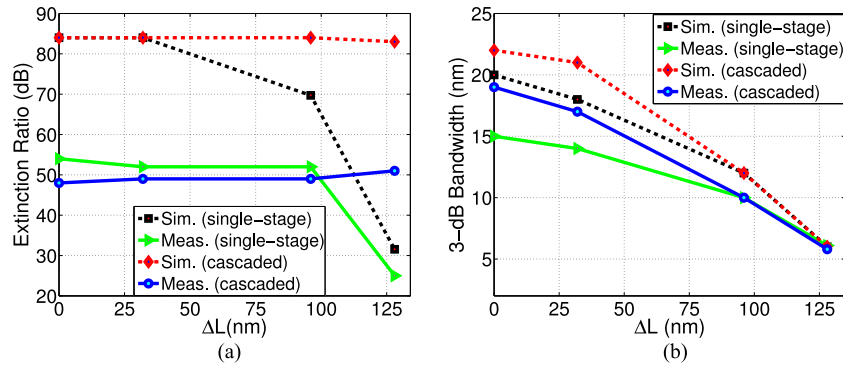 90
80
70
60
50
40
30
20
Extinction Ratio (dB)
Sim. (single-stage)
Meas. (single-stage)
Sim. (cascaded)
Meas. (cascaded)
0 25 50 75 100 125
ΔL(nm)
(a)
25
20
15
10
5
3-dB Bandwidth (nm)
Sim. (single-stage)
Meas. (single-stage)
Sim. (cascaded)
Meas. (cascaded)
0 25 50 75 100 125
ΔL (nm)
(b)